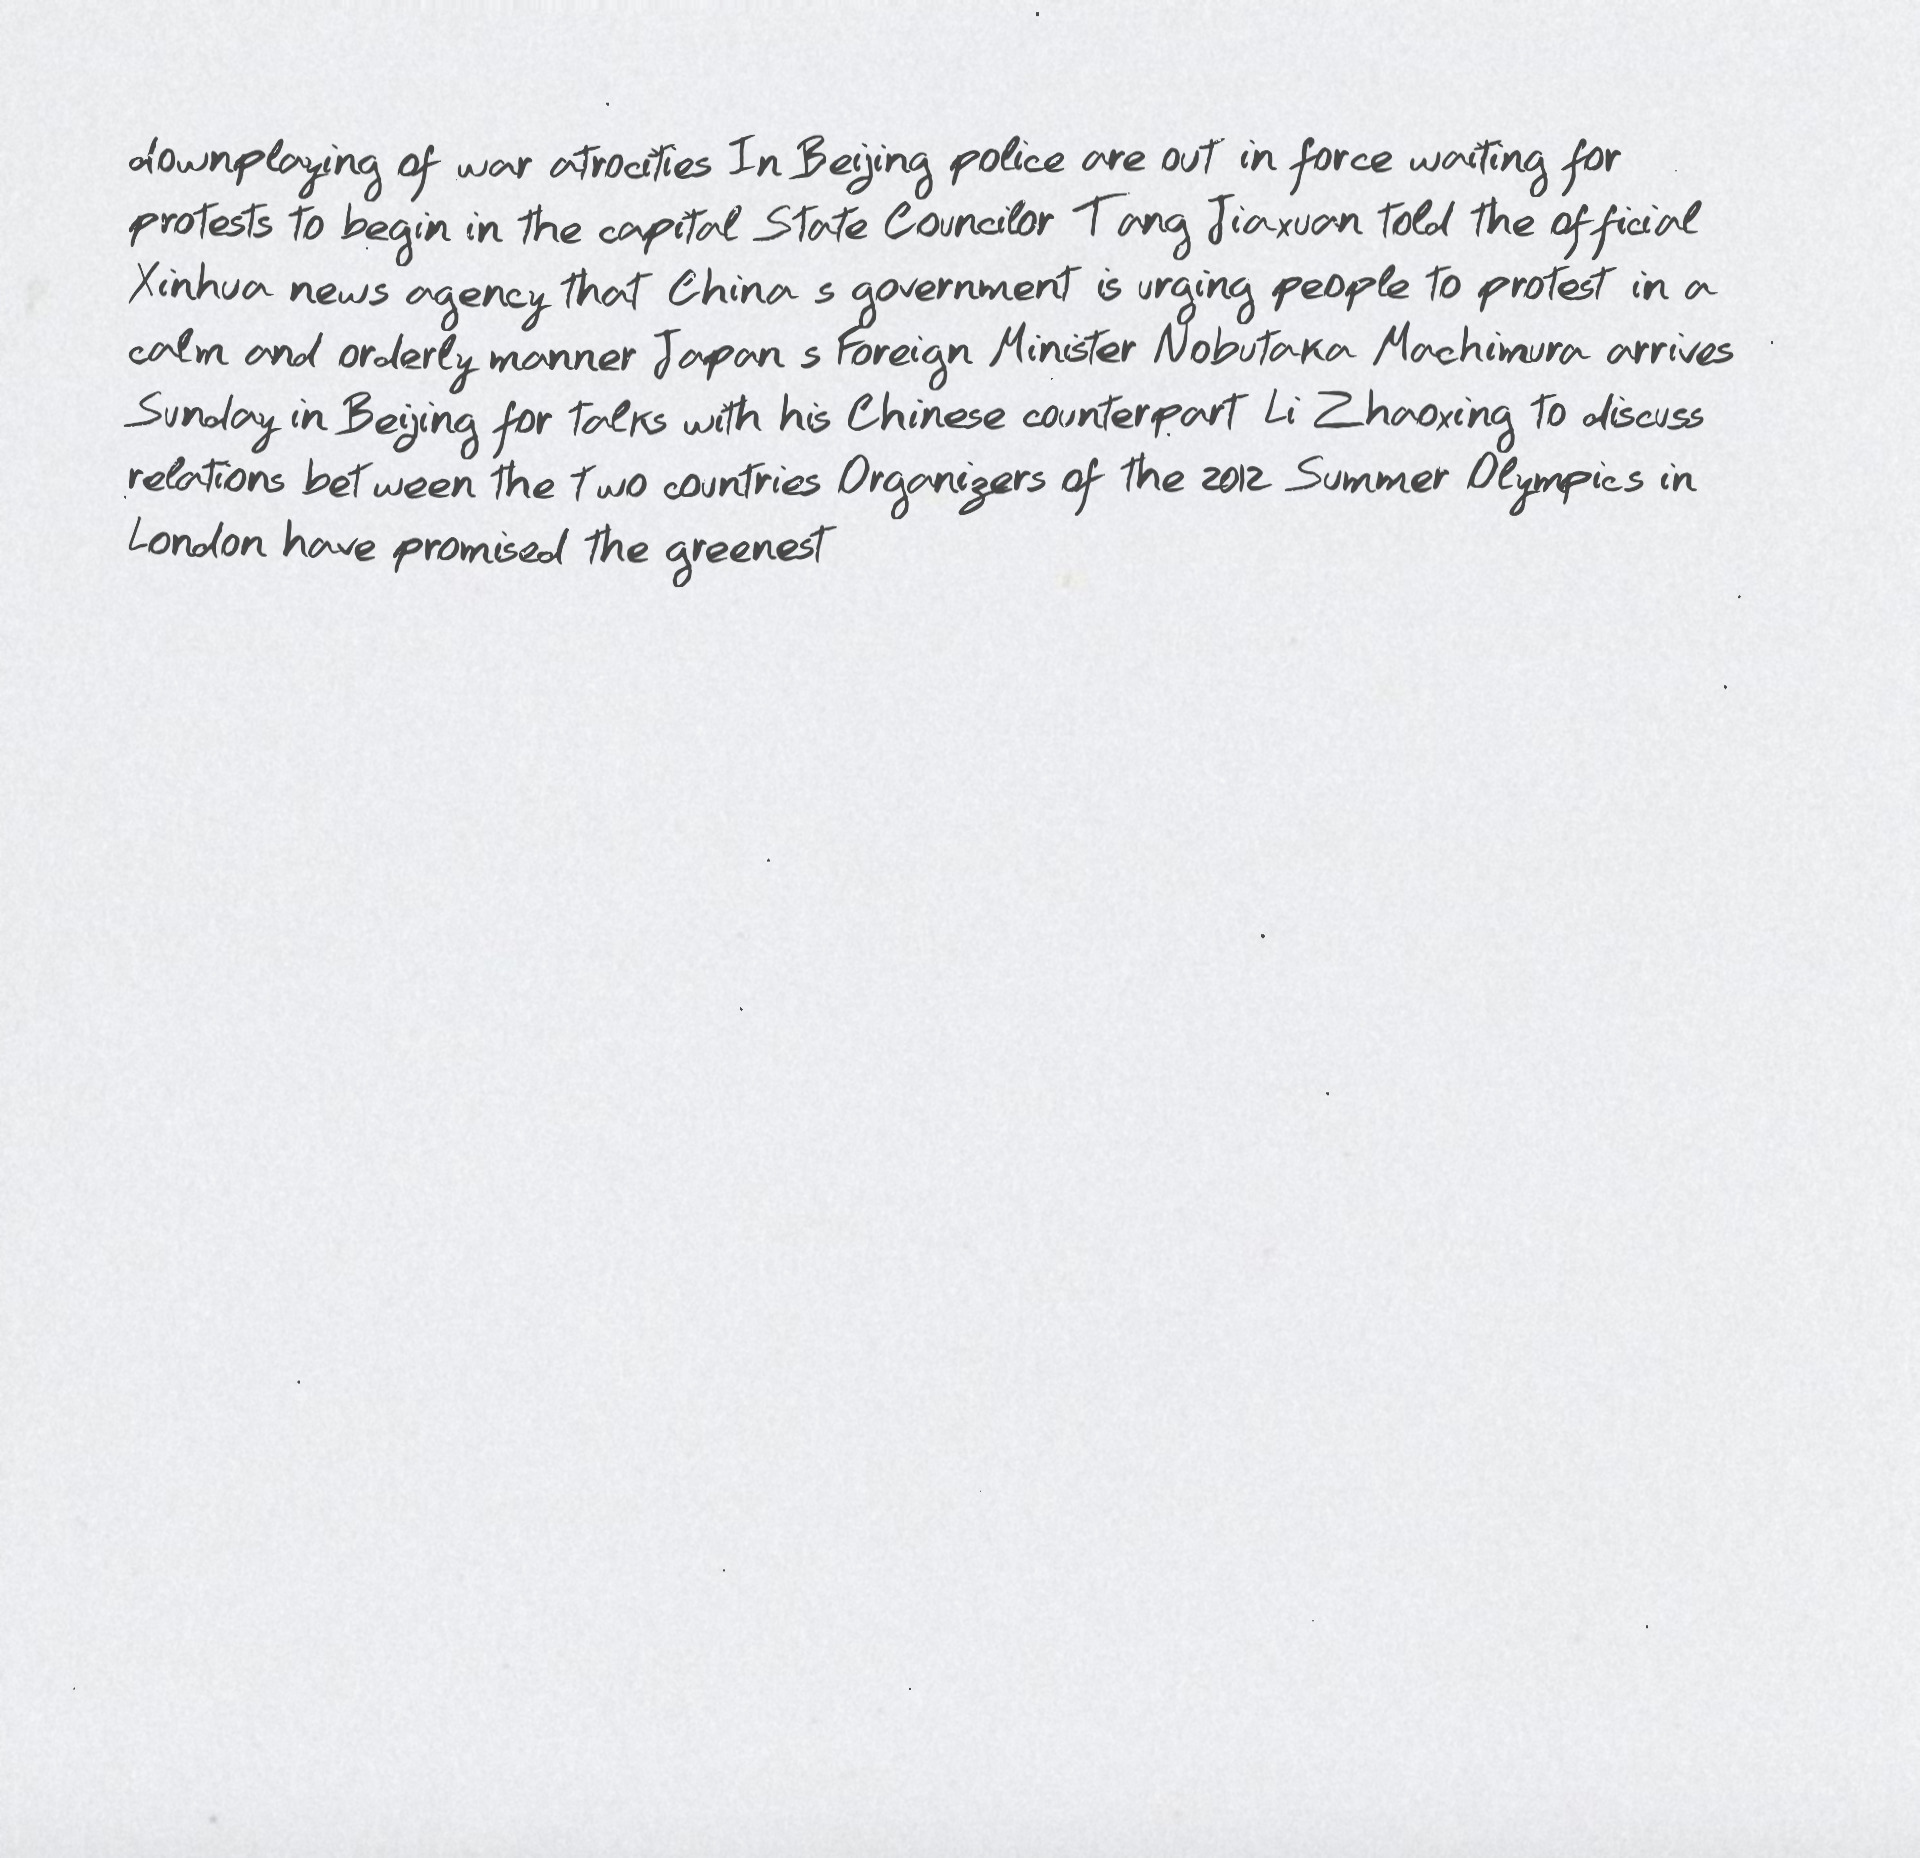 downplaying of war atrocities In Beijing police are out in force waiting for
protests to begin in the capital State Councilor Tang Jiaxuan told the official
Xinhua news agency that China s government is urging people to protest in a
calm and orderly manner Japan s Foreign Minister Nobutaka Machimura arrives
Sunday in Beijing for talks with his Chinese counterpart Li Zhaoxing to discuss
relations between the two countries Organizers of the 2012 Summer Olympics in
London have promised the greenest